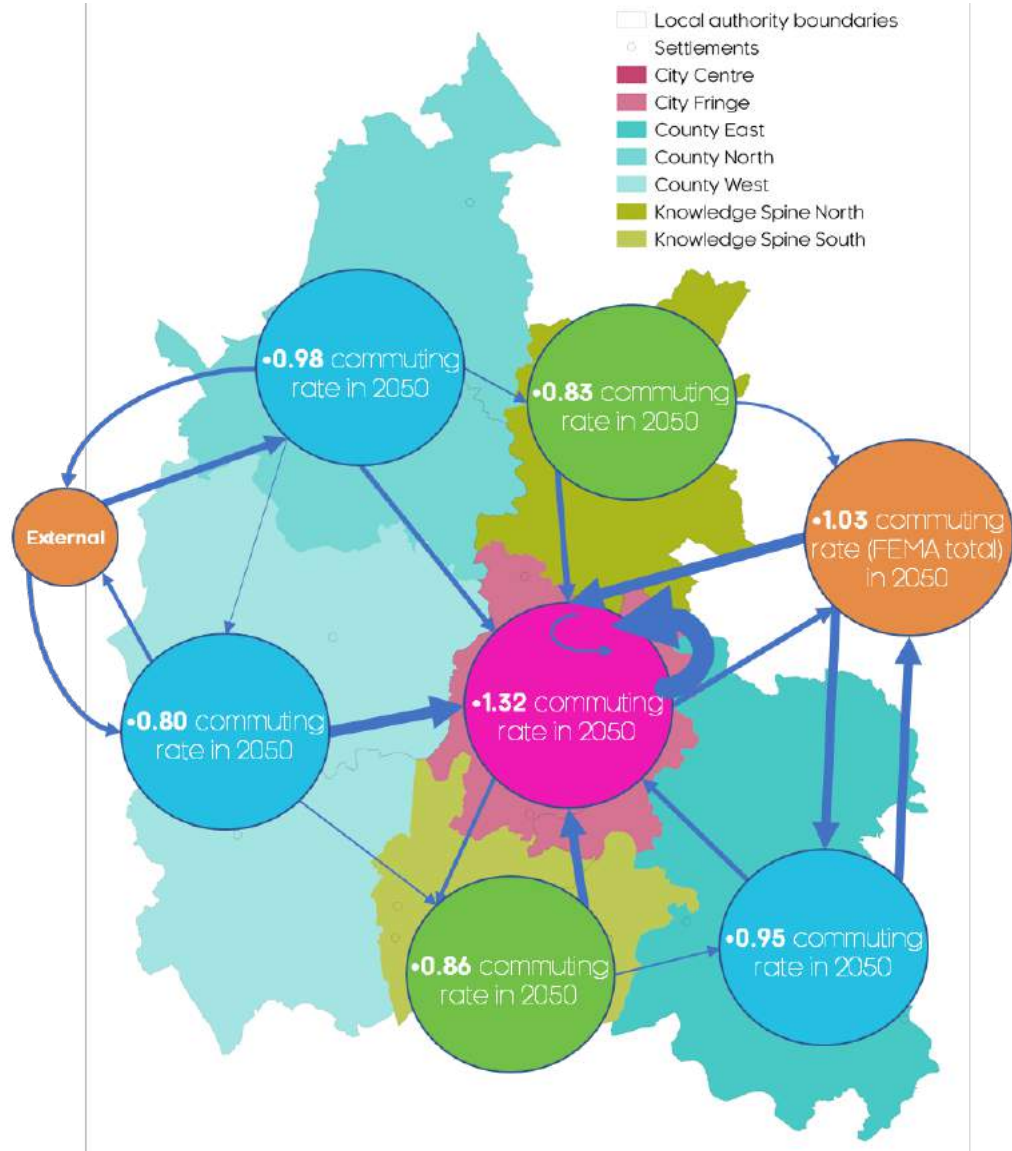 Local authority boundaries
Settlements
City Centre
City Fringe
County East
County North
County West
Knowledge Spine North
Knowledge Spine South
•0.98 commuting
rate in 2050
•0.83 commuting
rate in 2050
External
•1.03 commuting
rate (FEMA total)
in 2050
•0.80 commuting
rate in 2050
•1.32 commuting
rate in 2050
•0.86 commuting
rate in 2050
•0.95 commuting
rate in 2050